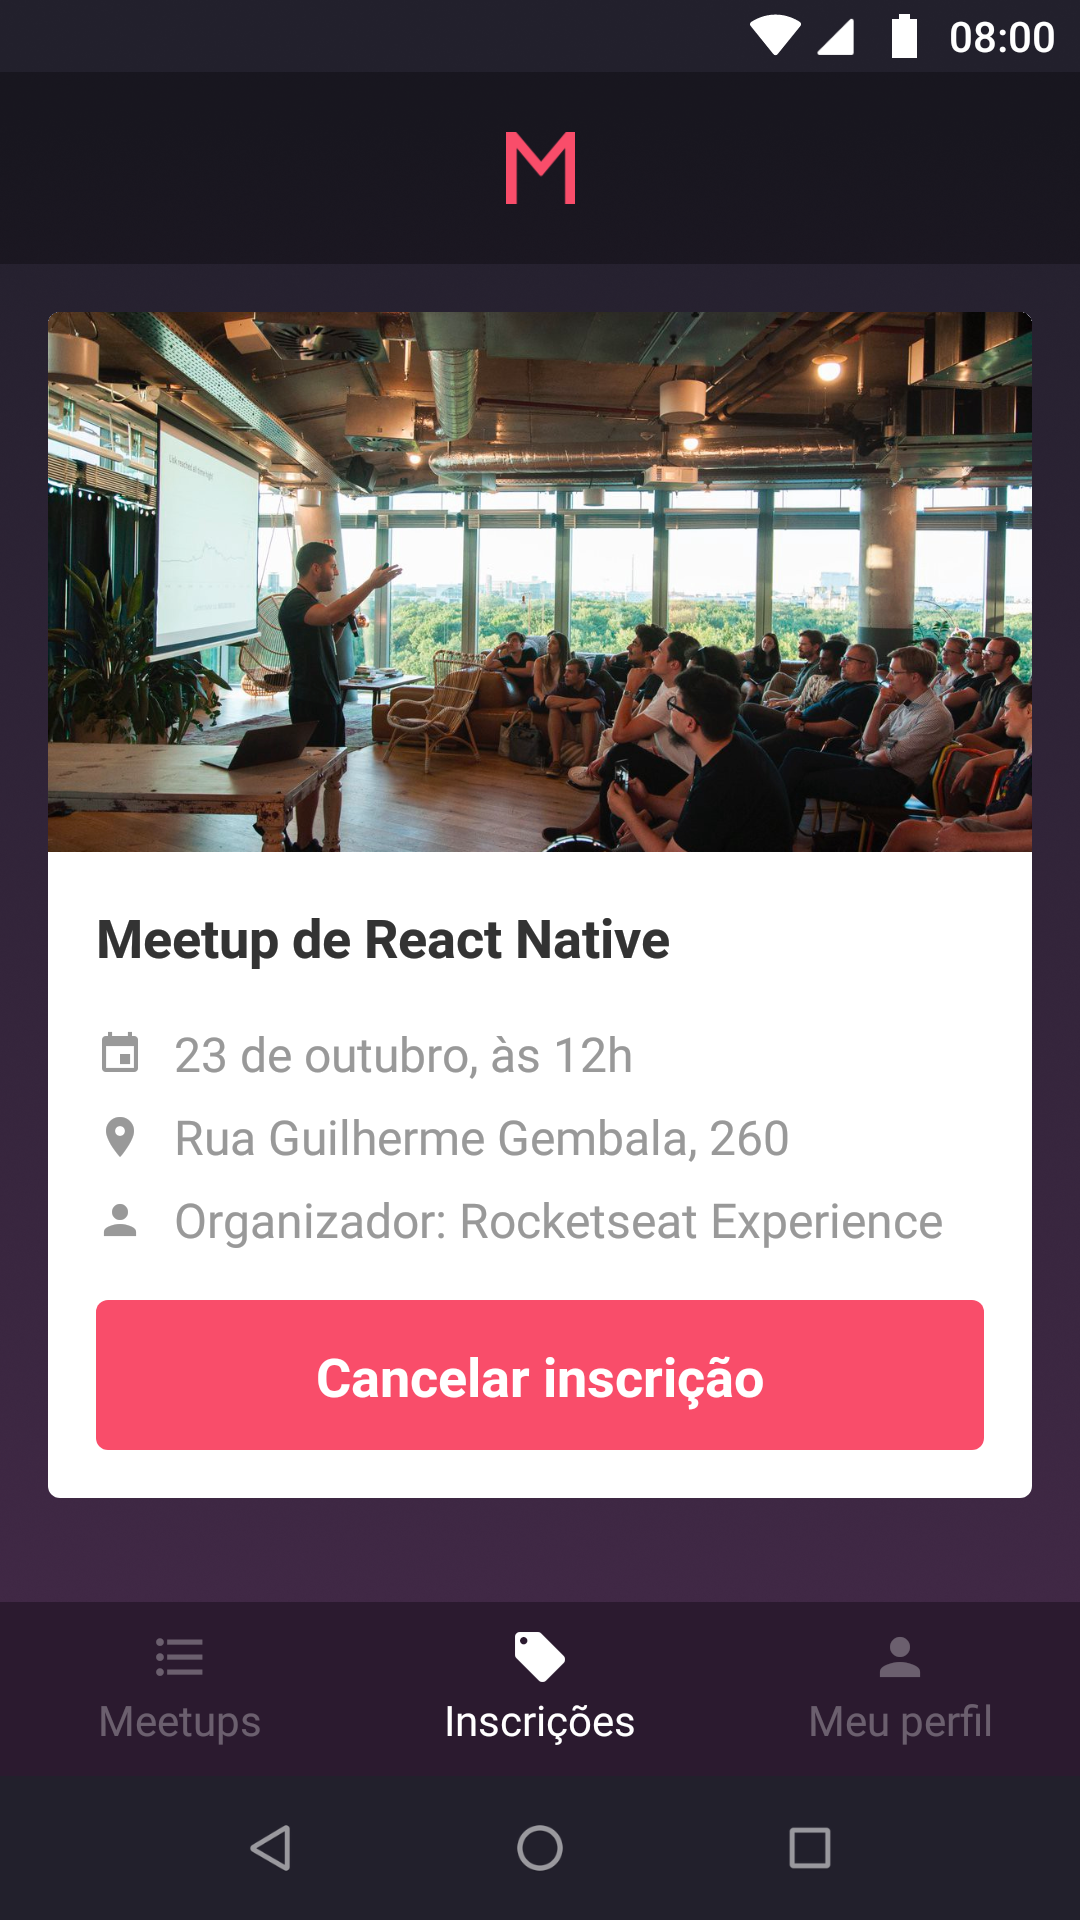 08:00
M
Meetup de React Native
23 de outubro, às 12h
Rua Guilherme Gembala, 260
Organizador: Rocketseat Experience
Cancelar inscrição
Meetups
Inscrições
Meu perfil